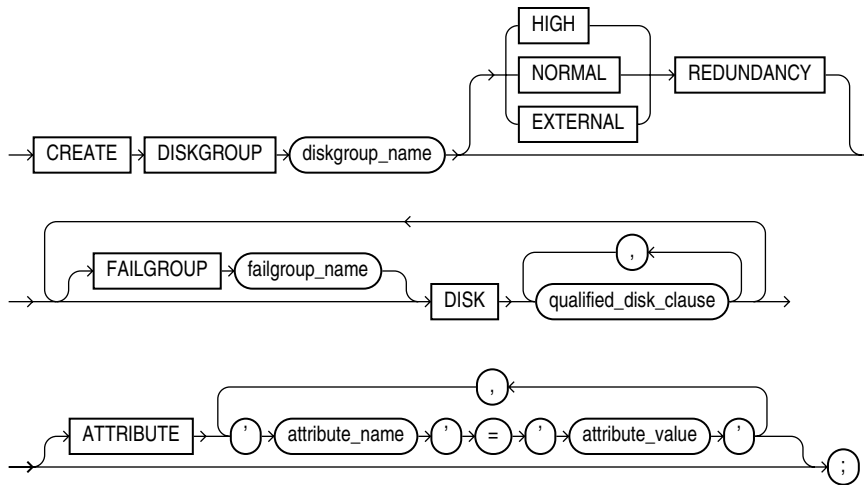 HIGH
NORMAL REDUNDANCY
EXTERNAL
CREATE DISKGROUP diskgroup_name
,
FAILGROUP failgroup_name
DISK qualified_disk_clause
,
ATTRIBUTE ' attribute_name ' = ' attribute_value '
;